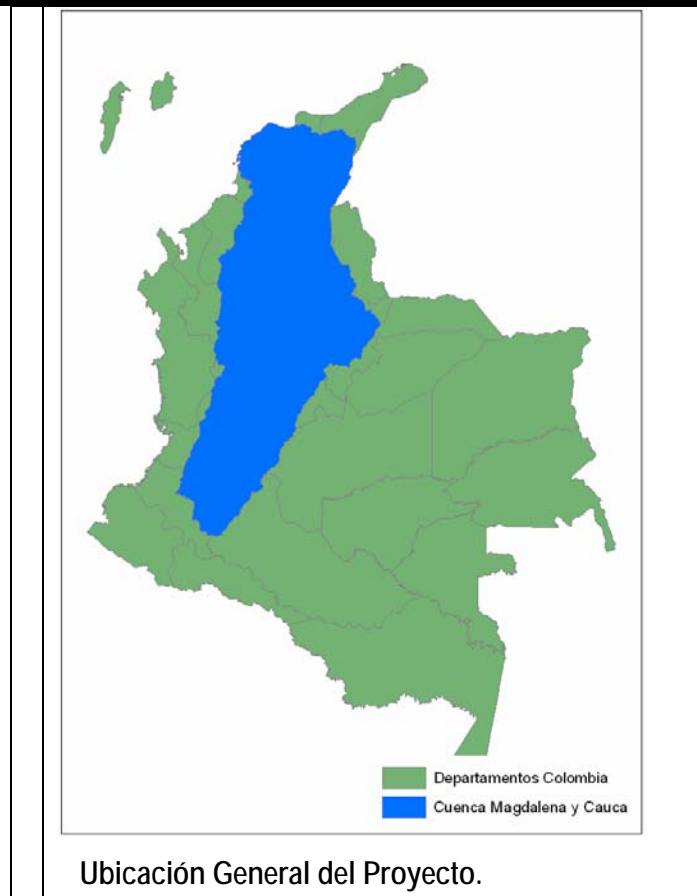 Departamentos Colombia
Cuenca Magdalena y Cauca
Ubicación General del Proyecto.